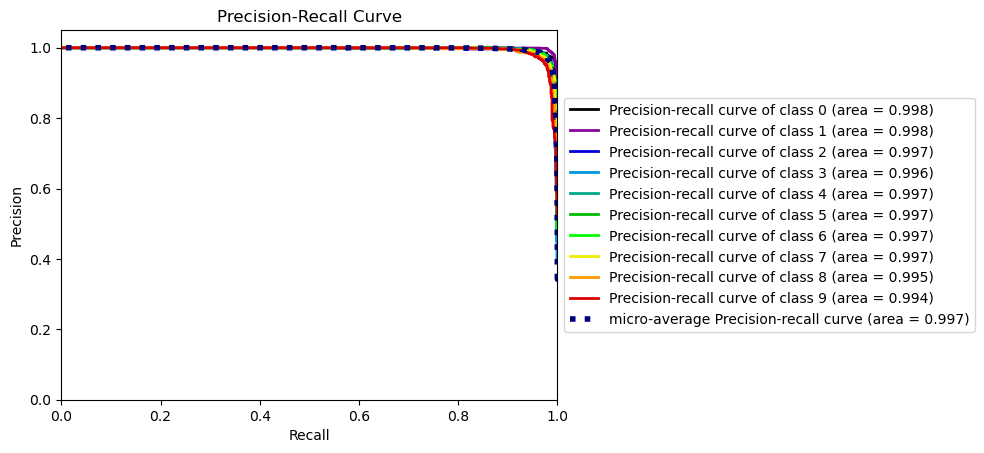 Precision-Recall Curve
1.0
0.8
0.6
0.4
0.2
0.0
Precision
0.0 0.2 0.4 0.6 0.8 1.0
Recall
Precision-recall curve of class 0 (area = 0.998)
Precision-recall curve of class 1 (area = 0.998)
Precision-recall curve of class 2 (area = 0.997)
Precision-recall curve of class 3 (area = 0.996)
Precision-recall curve of class 4 (area = 0.997)
Precision-recall curve of class 5 (area = 0.997)
Precision-recall curve of class 6 (area = 0.997)
Precision-recall curve of class 7 (area = 0.997)
Precision-recall curve of class 8 (area = 0.995)
Precision-recall curve of class 9 (area = 0.994)
micro-average Precision-recall curve (area = 0.997)